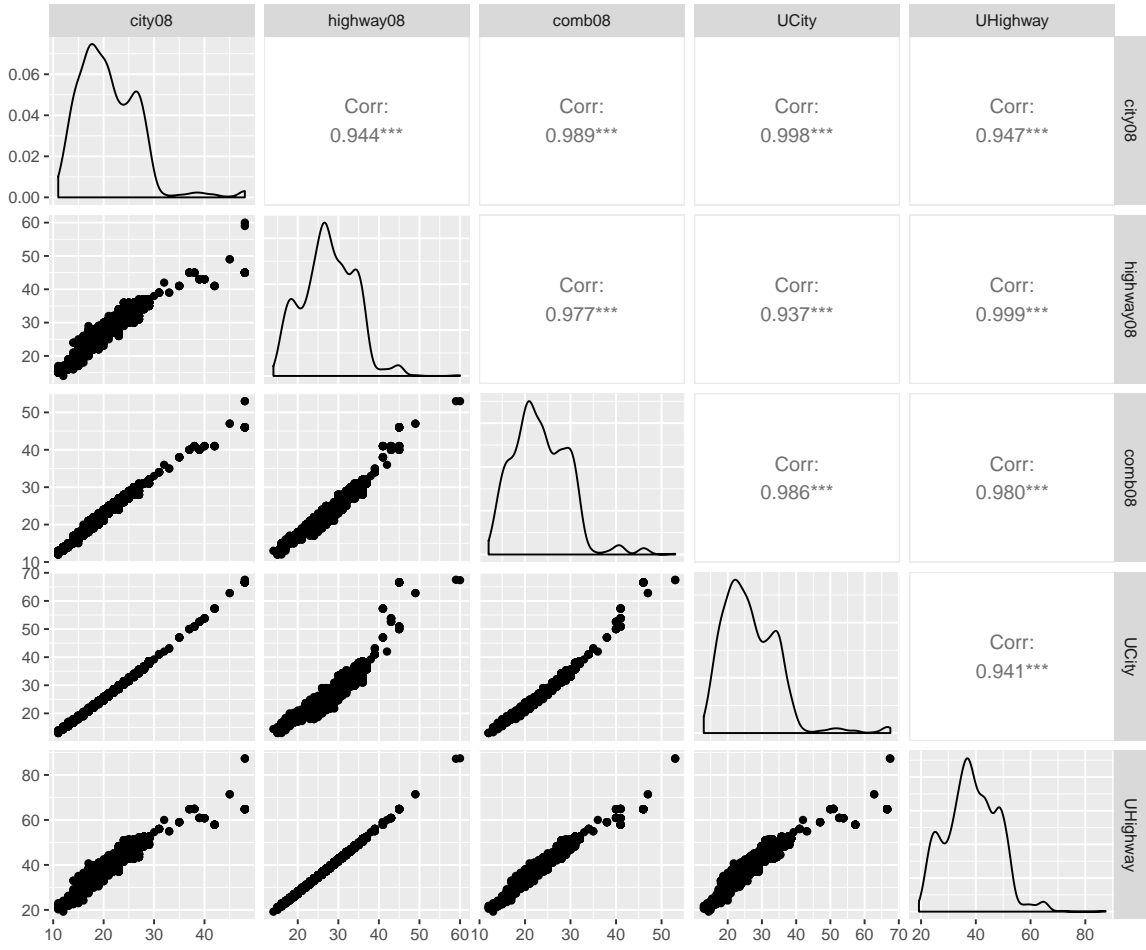 city08 highway08 comb08 UCity UHighway
0.06
0.04
0.02
0.00
Corr:
0.944***
Corr:
0.989***
Corr:
0.998***
Corr:
0.947***
city08
60
50
40
30
20
Corr:
0.977***
Corr:
0.937***
Corr:
0.999***
highway08
50
40
30
20
10
Corr:
0.986***
Corr:
0.980***
comb08
70
60
50
40
30
20
Corr:
0.941***
UCity
80
60
40
20
UHighway
10 20 30 40 20 30 40 50 60 10 20 30 40 50 20 30 40 50 60 70 20 40 60 80